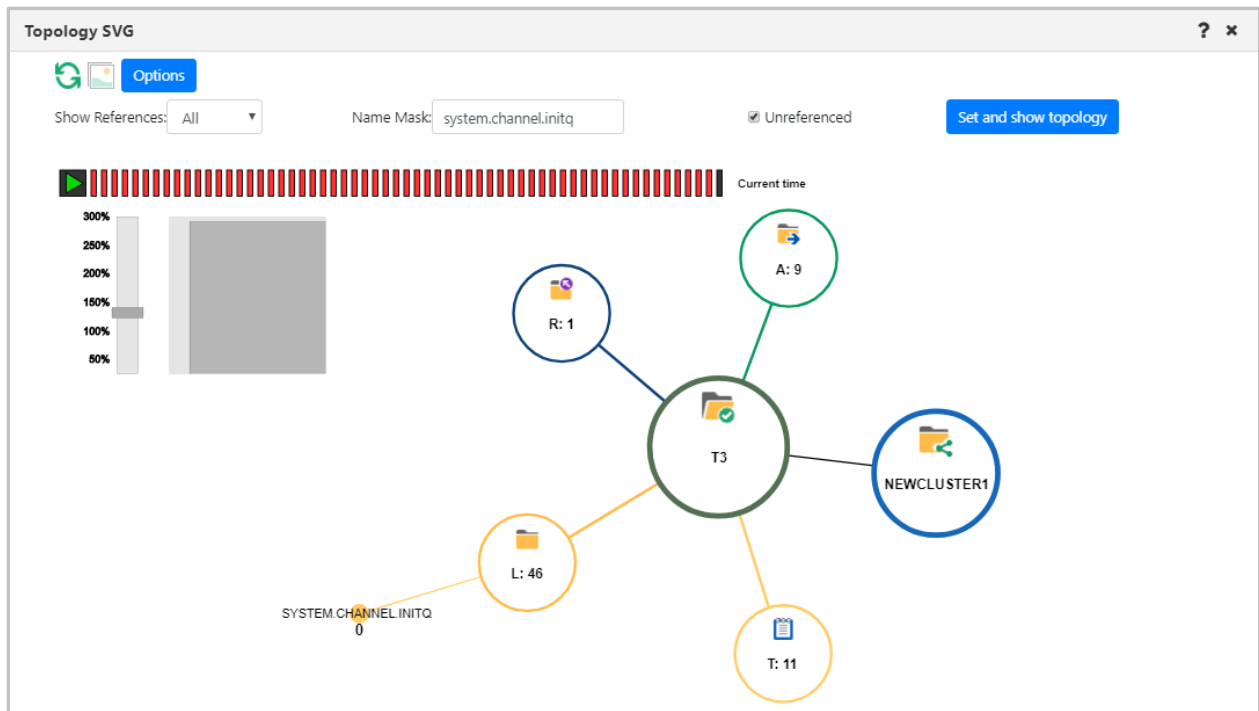 Topology SVG
? ×
Options
Show References: All
Name Mask: system.channel.initq
Unreferenced
Set and show topology
Current time
300%
250%
200%
150%
100%
50%
A: 9
R: 1
T3
NEWCLUSTER1
L: 46
SYSTEM.CHANNEL.INITQ
0
T: 11